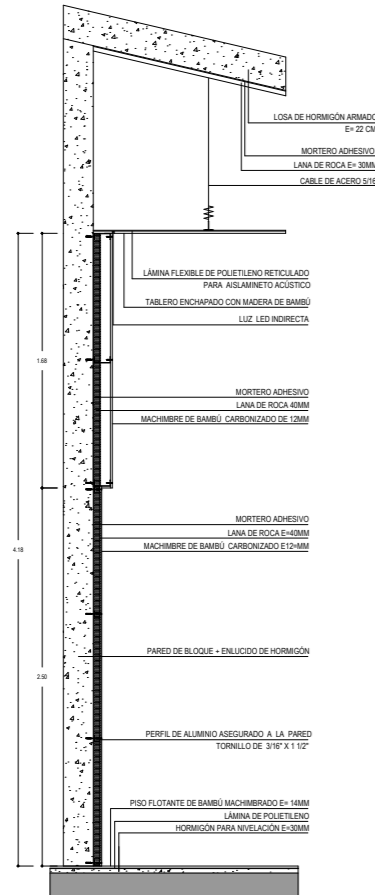 LOSA DE HORMIGÓN ARMADO
E= 22 CM
MORTERO ADHESIVO
LANA DE ROCA E= 30MM
CABLE DE ACERO 5/16
LÁMINA FLEXIBLE DE POLIETILENO RETICULADO
PARA AISLAMINETO ACÚSTICO
TABLERO ENCHAPADO CON MADERA DE BAMBÚ
LUZ LED INDIRECTA
1.68
MORTERO ADHESIVO
LANA DE ROCA 40MM
MACHIMBRE DE BAMBÚ CARBONIZADO DE 12MM
MORTERO ADHESIVO
LANA DE ROCA E=40MM
MACHIMBRE DE BAMBÚ CARBONIZADO E12=MM
4.18
2.50
PARED DE BLOQUE + ENLUCIDO DE HORMIGÓN
PERFIL DE ALUMINIO ASEGURADO A LA PARED
TORNILLO DE 3/16" X 1 1/2"
PISO FLOTANTE DE BAMBÚ MACHIMBRADO E= 14MM
LÁMINA DE POLIETILENO
HORMIGÓN PARA NIVELACIÓN E=30MM